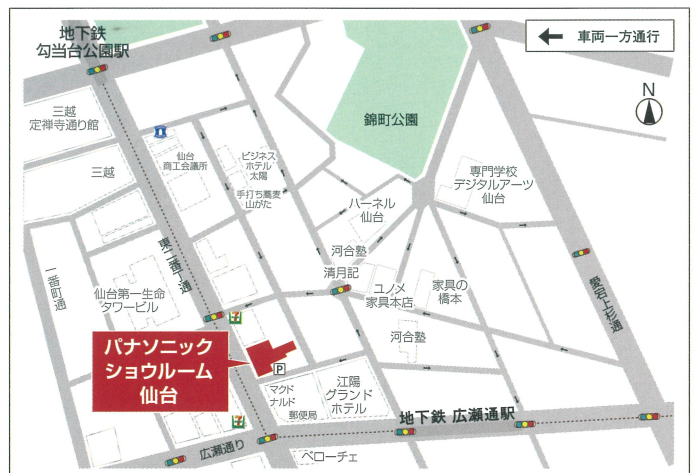 地下鉄
勾当台公園駅
車両一方通行
N
三越
定禅寺通り館
錦町公園
仙台
商工会議所
ビジネス
ホテル
太陽
三越
手打ち蕎麦
山がた
専門学校
デジタルアーツ
仙台
ハーネル
仙台
東二番丁通
河合塾
清月記
一番町通
仙台第一生命
タワービル
ユノメ
家具本店
家具の
橋本
愛宕上杉通
河合塾
パナソニック
ショウルーム
仙台
P
マクド
ナルド
郵便局
江陽
グランド
ホテル
地下鉄 広瀬通駅
広瀬通り
ベローチェ